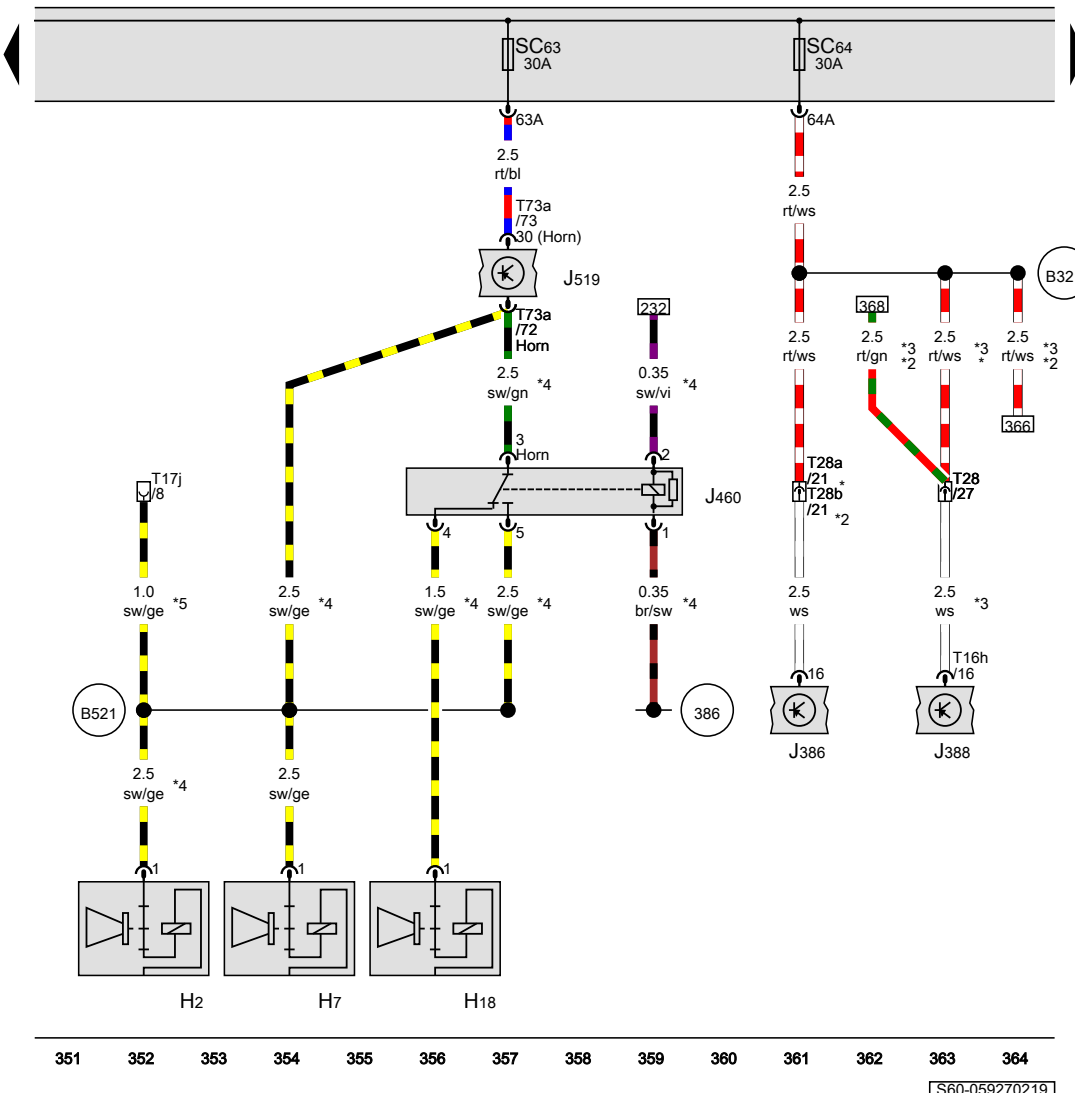 SC63
30A
SC64
30A
63A
64A
2.5
rt/bl
2.5
rt/ws
T73a
/73
30 (Horn)
J519
B32
T73a
/72
Horn
232
368
2.5
sw/gn
*4
0.35
sw/vi
*4
2.5
rt/ws
2.5
rt/gn
*3
*2
2.5
rt/ws
*3
*
2.5
rt/ws
*3
*2
366
3
Horn
2
T17j
/8
J460
T28a
/21
*
T28b
/21
*2
T28
/27
4
5
1
1.0
sw/ge
*5
2.5
sw/ge
*4
1.5
sw/ge
*4
2.5
sw/ge
*4
0.35
br/sw
*4
2.5
ws
2.5
ws
*3
16
T16h
/16
B521
386
J386
J388
2.5
sw/ge
*4
2.5
sw/ge
1
1
1
H2
H7
H18
351 352 353 354 355 356 357 358 359 360 361 362 363 364
S60-059270219